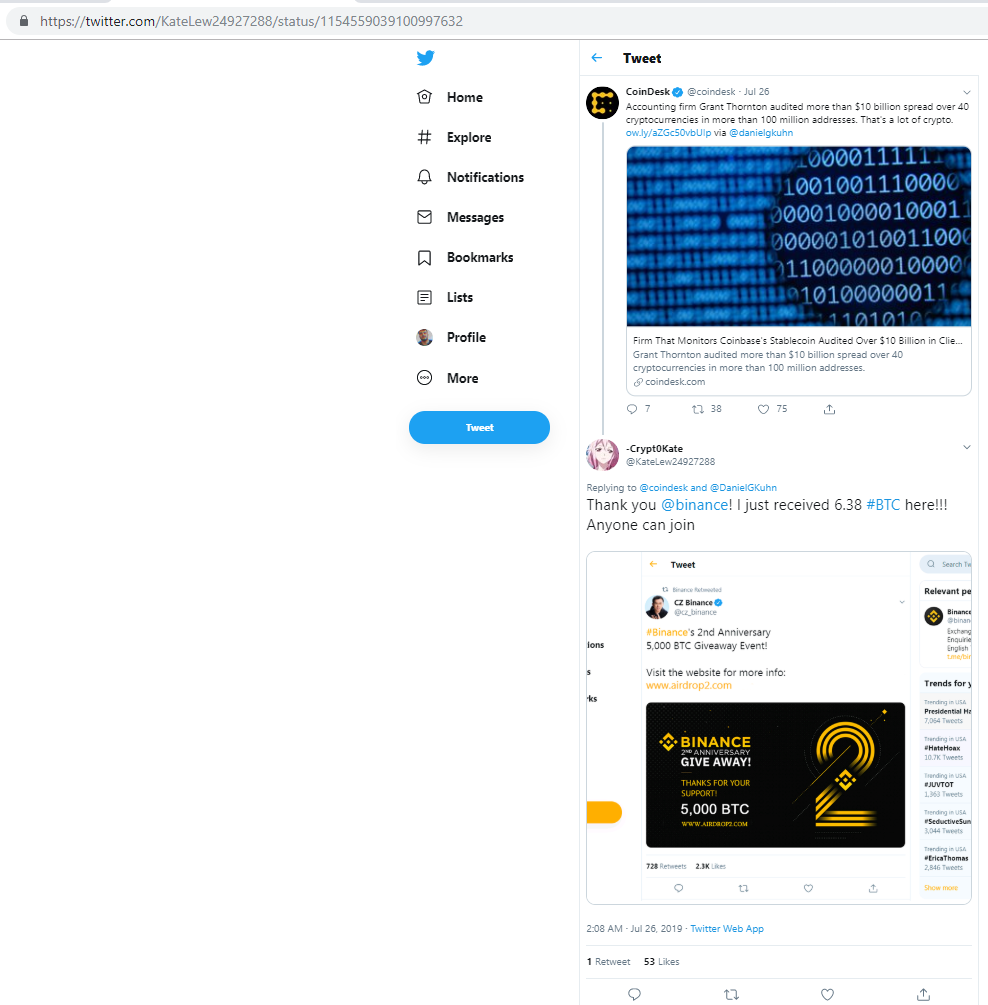 https://twitter.com/KateLew24927288/status/1154559039100997632
Home
Explore
Notifications
Messages
Bookmarks
Lists
Profile
More
Tweet
Tweet
CoinDesk @coindesk · Jul 26
Accounting firm Grant Thornton audited more than $10 billion spread over 40
cryptocurrencies in more than 100 million addresses. That's a lot of crypto.
ow.ly/aZGc50vbUIp via @danielgkuhn
100001111111
1001001110000
0000100001000011
000001010011000
011000000010000
10100000011
1101010
Firm That Monitors Coinbase's Stablecoin Audited Over $10 Billion in Clie...
Grant Thornton audited more than $10 billion spread over 40
cryptocurrencies in more than 100 million addresses.
coindesk.com
7 38 75
-Crypt0Kate
@KateLew24927288
Replying to @coindesk and @DanielGKuhn
Thank you @binance! I just received 6.38 #BTC here!!!
Anyone can join
Tweet
Binance Retweeted
CZ Binance
@cz_binance
#Binance's 2nd Anniversary
5,000 BTC Giveaway Event!
Visit the website for more info:
www.airdrop2.com
BINANCE
2ND ANNIVERSARY
GIVE AWAY!
THANKS FOR YOUR
SUPPORT!
5,000 BTC
WWW.AIRDROP2.COM
728 Retweets 2.3K Likes
ions
s
ks
Search Tw
Relevant pe
Binance
@binan
Exchang
Enquirie
English
t.me/bin
Trends for y
Trending in USA
Presidential Ha
7,064 Tweets
Trending in USA
#HateHoax
10.7K Tweets
Trending in USA
#JUVTOT
1,363 Tweets
Trending in USA
#SeductiveSun
3,044 Tweets
Trending in USA
#EricaThomas
2,846 Tweets
Show more
2:08 AM · Jul 26, 2019 · Twitter Web App
1 Retweet 53 Likes